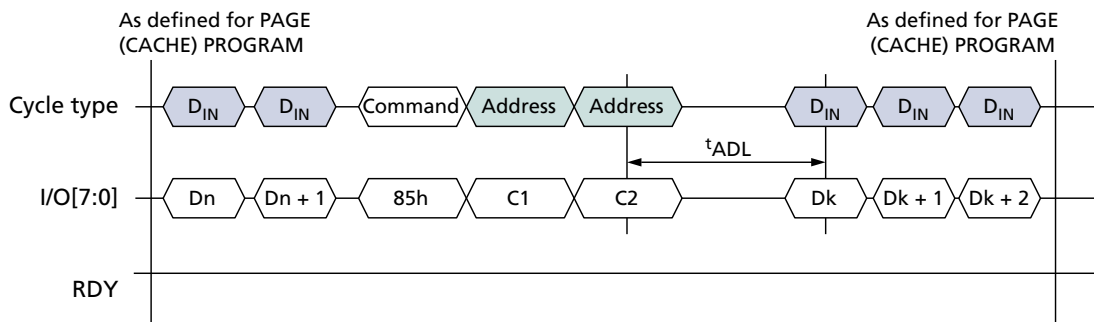 As defined for PAGE
(CACHE) PROGRAM
As defined for PAGE
(CACHE) PROGRAM
Cycle type
DIN
DIN
Command
Address
Address
DIN
DIN
DIN
tADL
I/O[7:0]
Dn
Dn + 1
85h
C1
C2
Dk
Dk + 1
Dk + 2
RDY